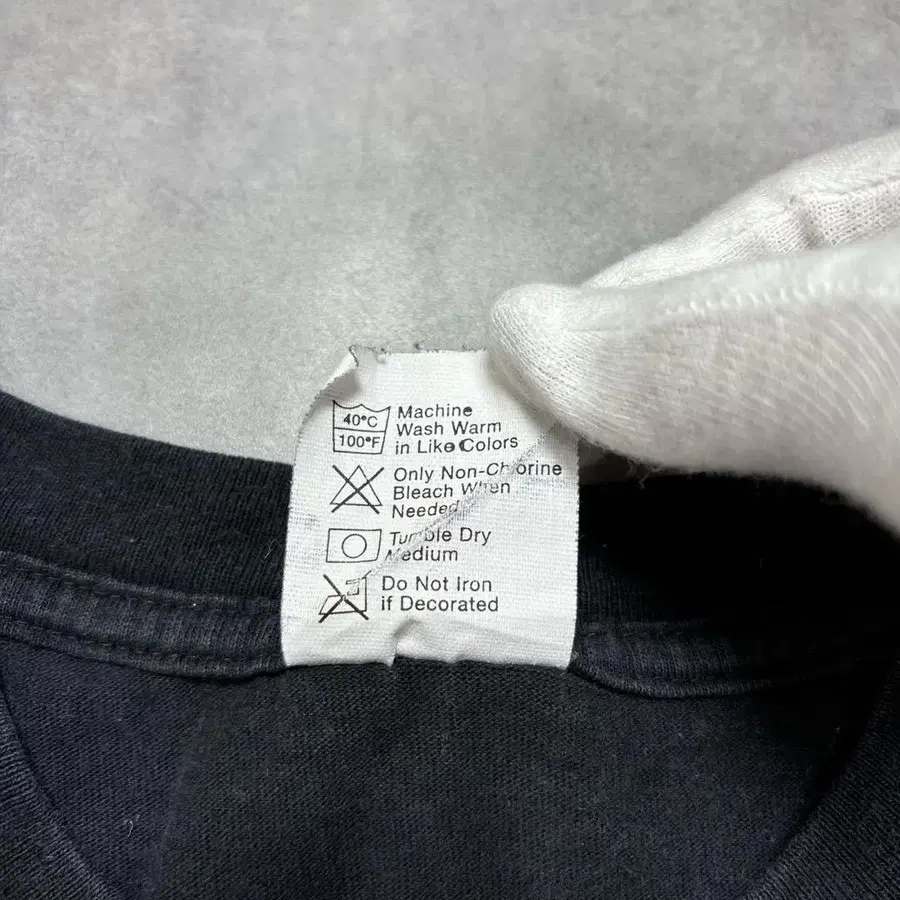 40°C
100°F
Machine
Wash Warm
in Like Colors
Only Non-Chlorine
Bleach When
Needed
Tumble Dry
Medium
Do Not Iron
if Decorated